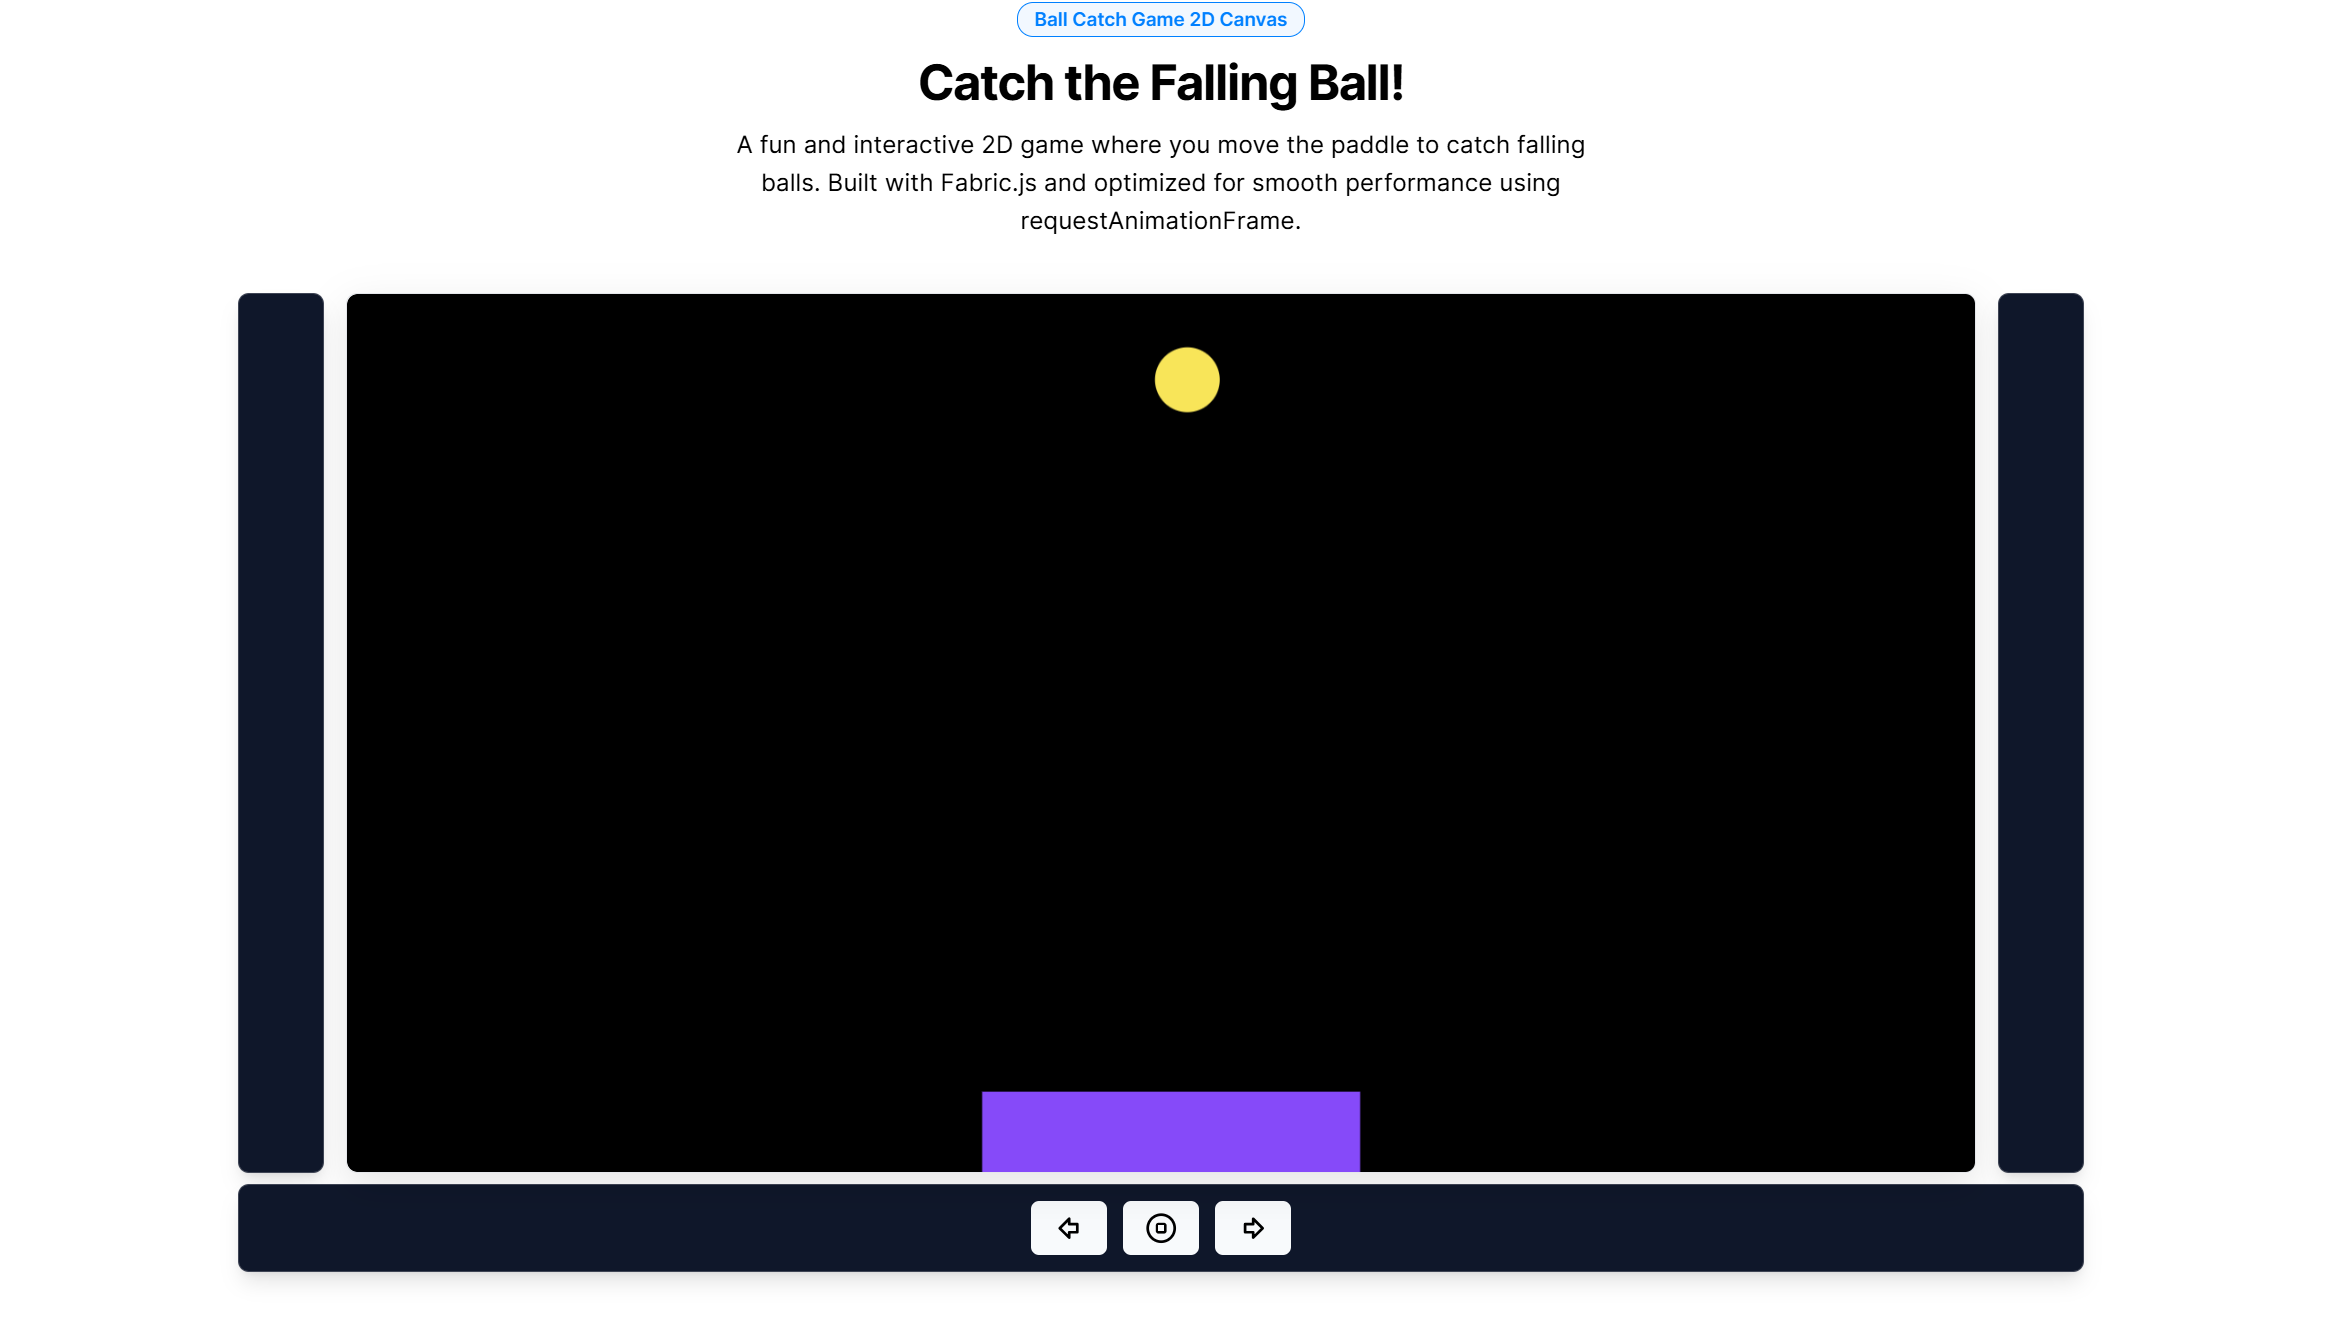 Ball Catch Game 2D Canvas
Catch the Falling Ball!
A fun and interactive 2D game where you move the paddle to catch falling
balls. Built with Fabric.js and optimized for smooth performance using
requestAnimationFrame.